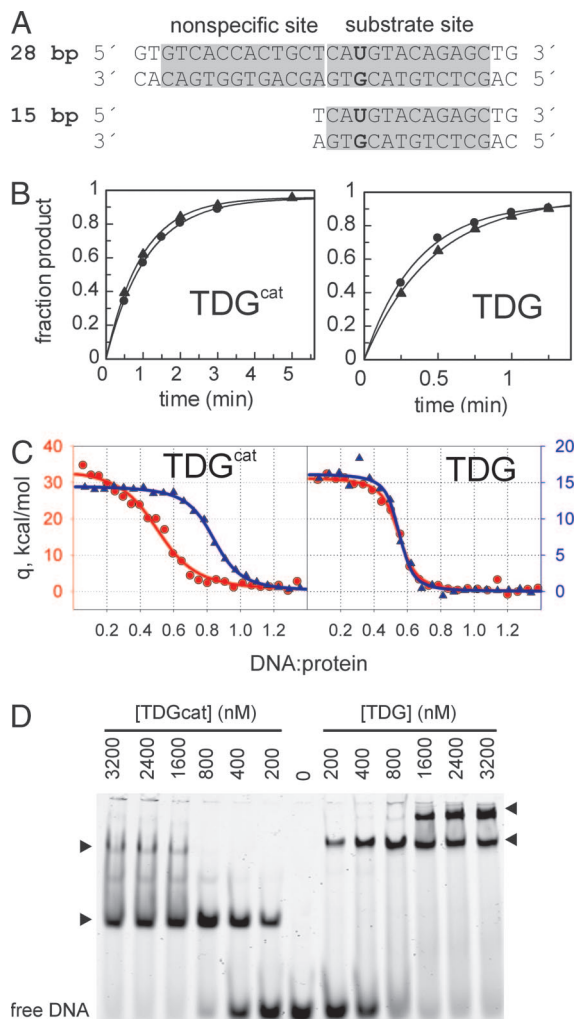 A
nonspecific site substrate site
28 bp 5´ GTGTCACCACTGCTCAUGTACAGAGCTG 3´
3´ CACAGTGGTGACGAGTGCATGTCTCGAC 5´
15 bp 5´ TCAUGTACAGAGCTG 3´
3´ AGTGCATGTCTCGAC 5´
B
fraction product
1
0.8
0.6
0.4
0.2
0
TDGcat
0 1 2 3 4 5
time (min)
1
0.8
0.6
0.4
0.2
0
TDG
0 0.5 1
time (min)
C
q, kcal/mol
40
30
20
10
0
TDGcat TDG
20
15
10
5
0
0.2 0.4 0.6 0.8 1.0 1.2 0.2 0.4 0.6 0.8 1.0 1.2
DNA:protein
D
[TDGcat] (nM) [TDG] (nM)
3200 2400 1600 800 400 200 0 200 400 800 1600 2400 3200
free DNA